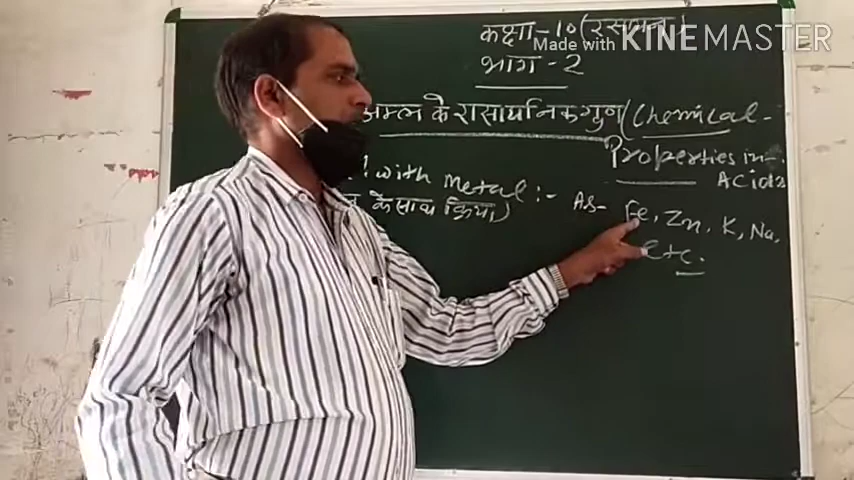 कक्षा-10 (रसायन)
Made with KINEMASTER
भाग-2
अम्ल के रासायनिक गुण (Chemical-
Properties in-
Acids
with Metal:- As- Fe, Zn, K, Na,
के साथ क्रिया) etc.